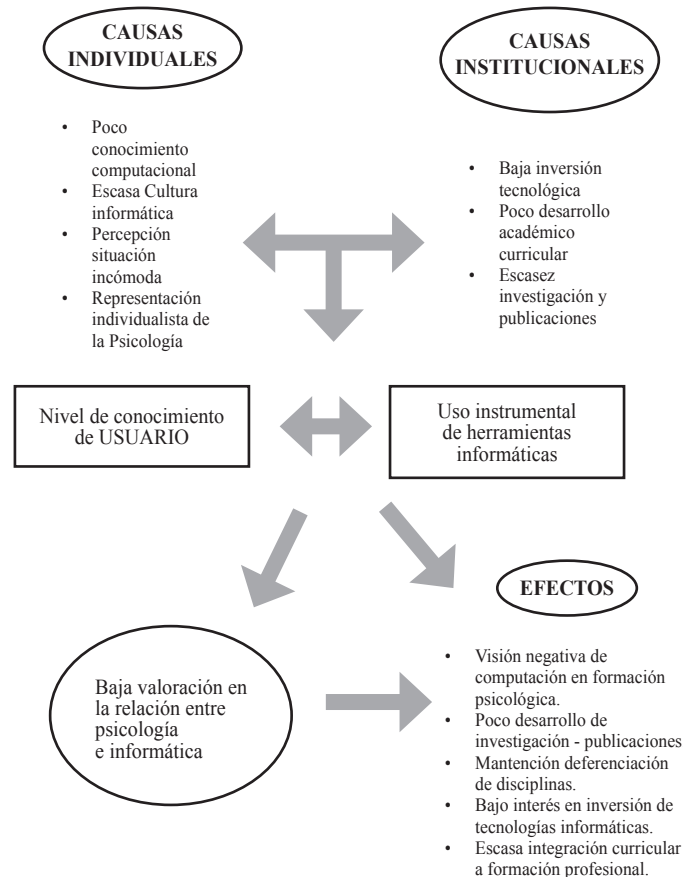 CAUSAS
INDIVIDUALES
• Poco
conocimiento
computacional
• Escasa Cultura
informática
• Percepción
situación
incómoda
• Representación
individualista de
la Psicología
CAUSAS
INSTITUCIONALES
• Baja inversión
tecnológica
• Poco desarrollo
académico
curricular
• Escasez
investigación y
publicaciones
Nivel de conocimiento
de USUARIO
Uso instrumental
de herramientas
informáticas
Baja valoración en
la relación entre
psicología
e informática
EFECTOS
• Visión negativa de
computación en formación
psicológica.
• Poco desarrollo de
investigación - publicaciones
• Mantención deferenciación
de disciplinas.
• Bajo interés en inversión de
tecnologías informáticas.
• Escasa integración curricular
a formación profesional.